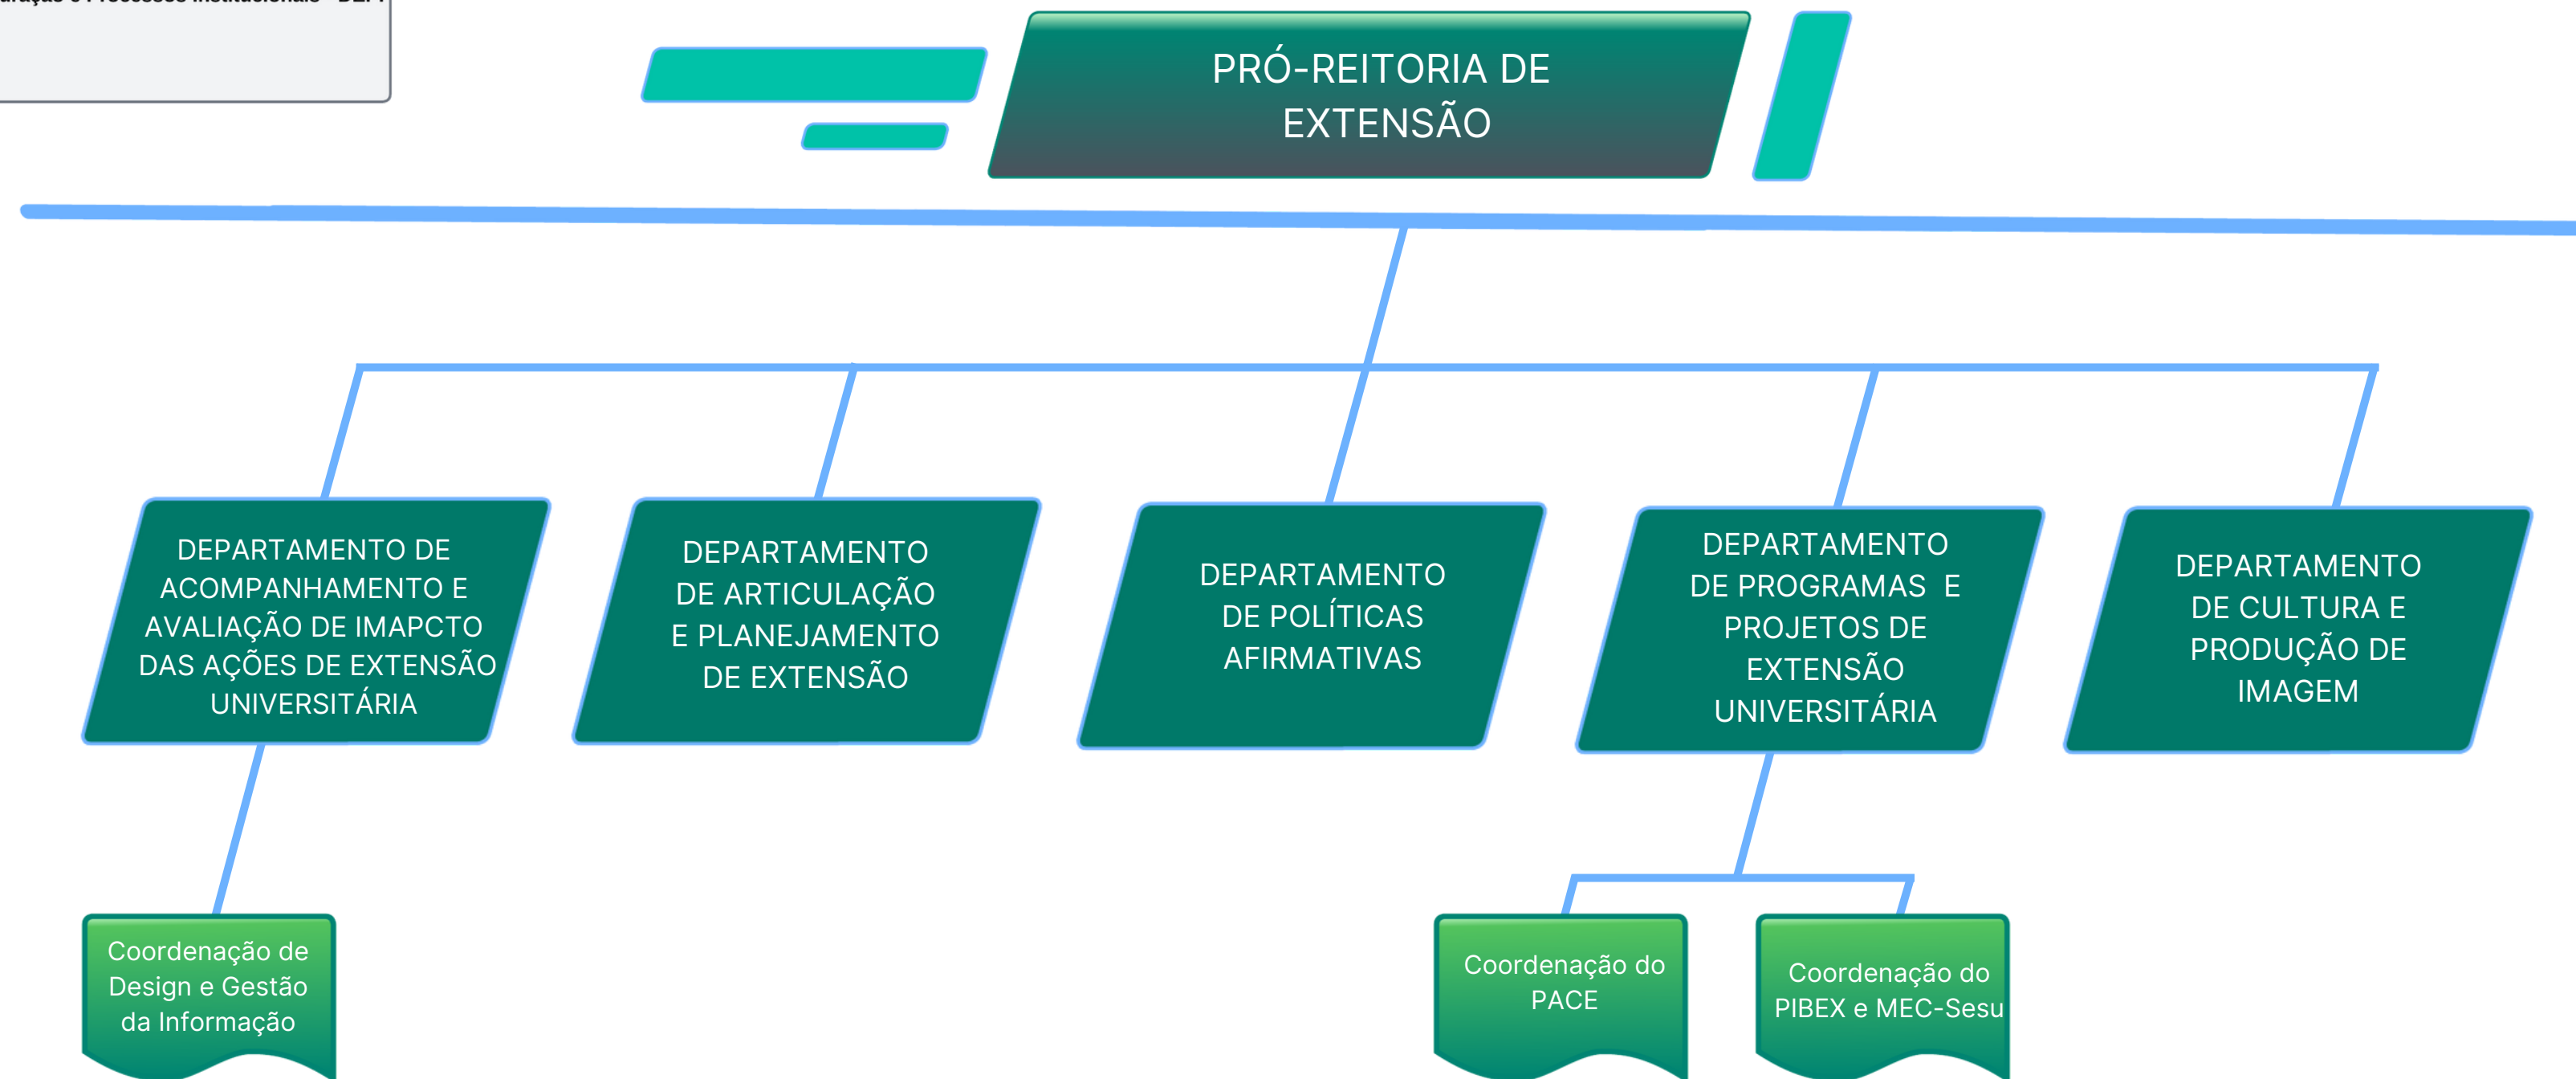 Processos Institucionais
PRÓ-REITORIA DE
EXTENSÃO
DEPARTAMENTO DE
ACOMPANHAMENTO E
AVALIAÇÃO DE IMAPCTO
DAS AÇÕES DE EXTENSÃO
UNIVERSITÁRIA
DEPARTAMENTO
DE ARTICULAÇÃO
E PLANEJAMENTO
DE EXTENSÃO
DEPARTAMENTO
DE POLÍTICAS
AFIRMATIVAS
DEPARTAMENTO
DE PROGRAMAS  E
PROJETOS DE
EXTENSÃO
UNIVERSITÁRIA
DEPARTAMENTO
DE CULTURA E
PRODUÇÃO DE
IMAGEM
Coordenação de
Design e Gestão
da Informação
Coordenação do
PACE
Coordenação do
PIBEX e MEC-Sesu